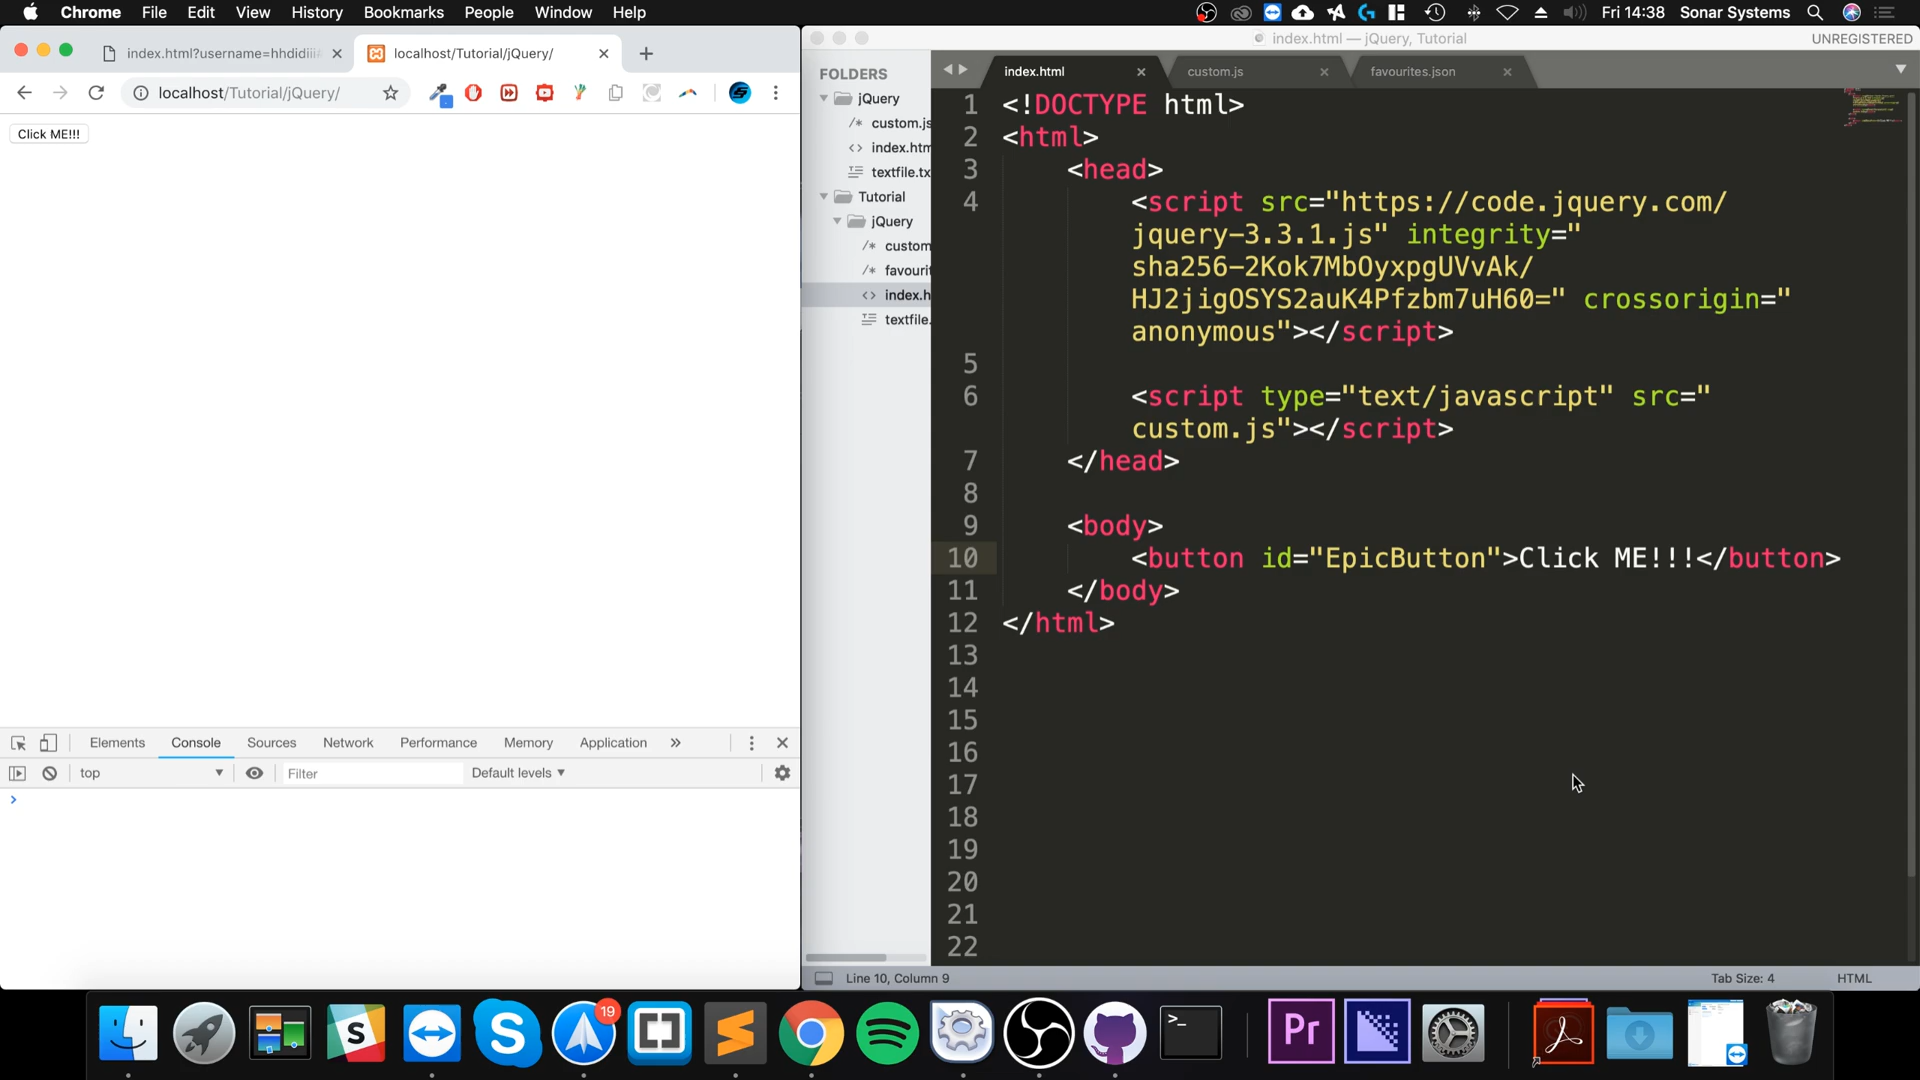 Chrome File Edit View History Bookmarks People Window Help
Fri 14:38 Sonar Systems
index.html?username=hhdidiii
localhost/Tutorial/jQuery/
localhost/Tutorial/jQuery/
Click ME!!!
Elements Console Sources Network Performance Memory Application »
top Filter Default levels
index.html — jQuery, Tutorial
UNREGISTERED
FOLDERS
jQuery
custom.js
index.htm
textfile.tx
Tutorial
jQuery
custom
favourit
index.h
textfile.
index.html custom.js favourites.json
1 <!DOCTYPE html>
2 <html>
3 <head>
4 <script src="https://code.jquery.com/
jquery-3.3.1.js" integrity="
sha256-2Kok7MbOyxpgUVvAk/
HJ2jigOSYS2auK4Pfzbm7uH60=" crossorigin="
anonymous"></script>
5
6 <script type="text/javascript" src="
custom.js"></script>
7 </head>
8
9 <body>
10 <button id="EpicButton">Click ME!!!</button>
11 </body>
12 </html>
13
14
15
16
17
18
19
20
21
22
Line 10, Column 9
Tab Size: 4 HTML
19
Pr